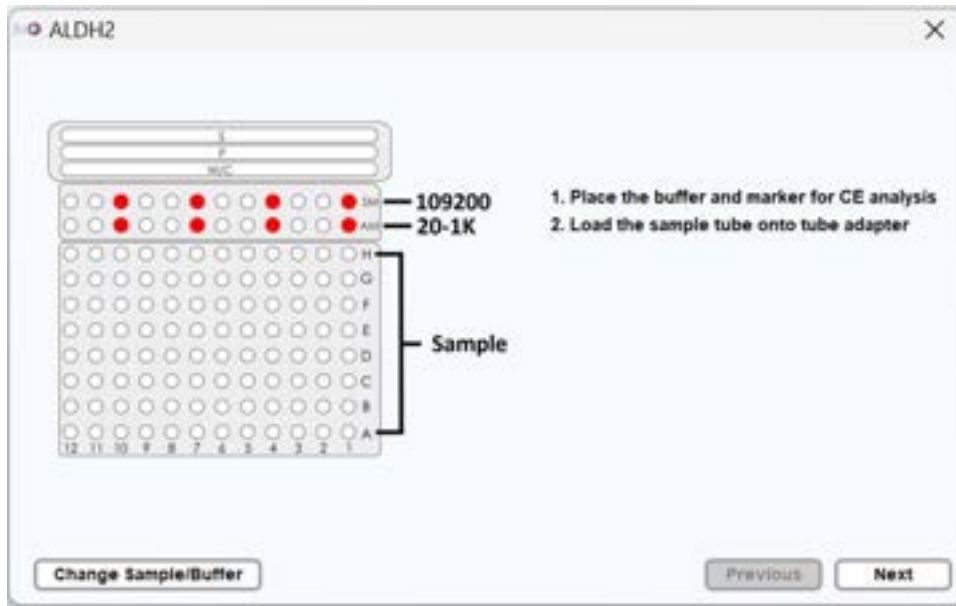 ALDH2
S
P
W/C
SM 109200
AM 20-1K
H
G
F
E
D
C
B
A
12 11 10 9 8 7 6 5 4 3 2 1
Sample
1. Place the buffer and marker for CE analysis
2. Load the sample tube onto tube adapter
Change Sample/Buffer
Previous
Next